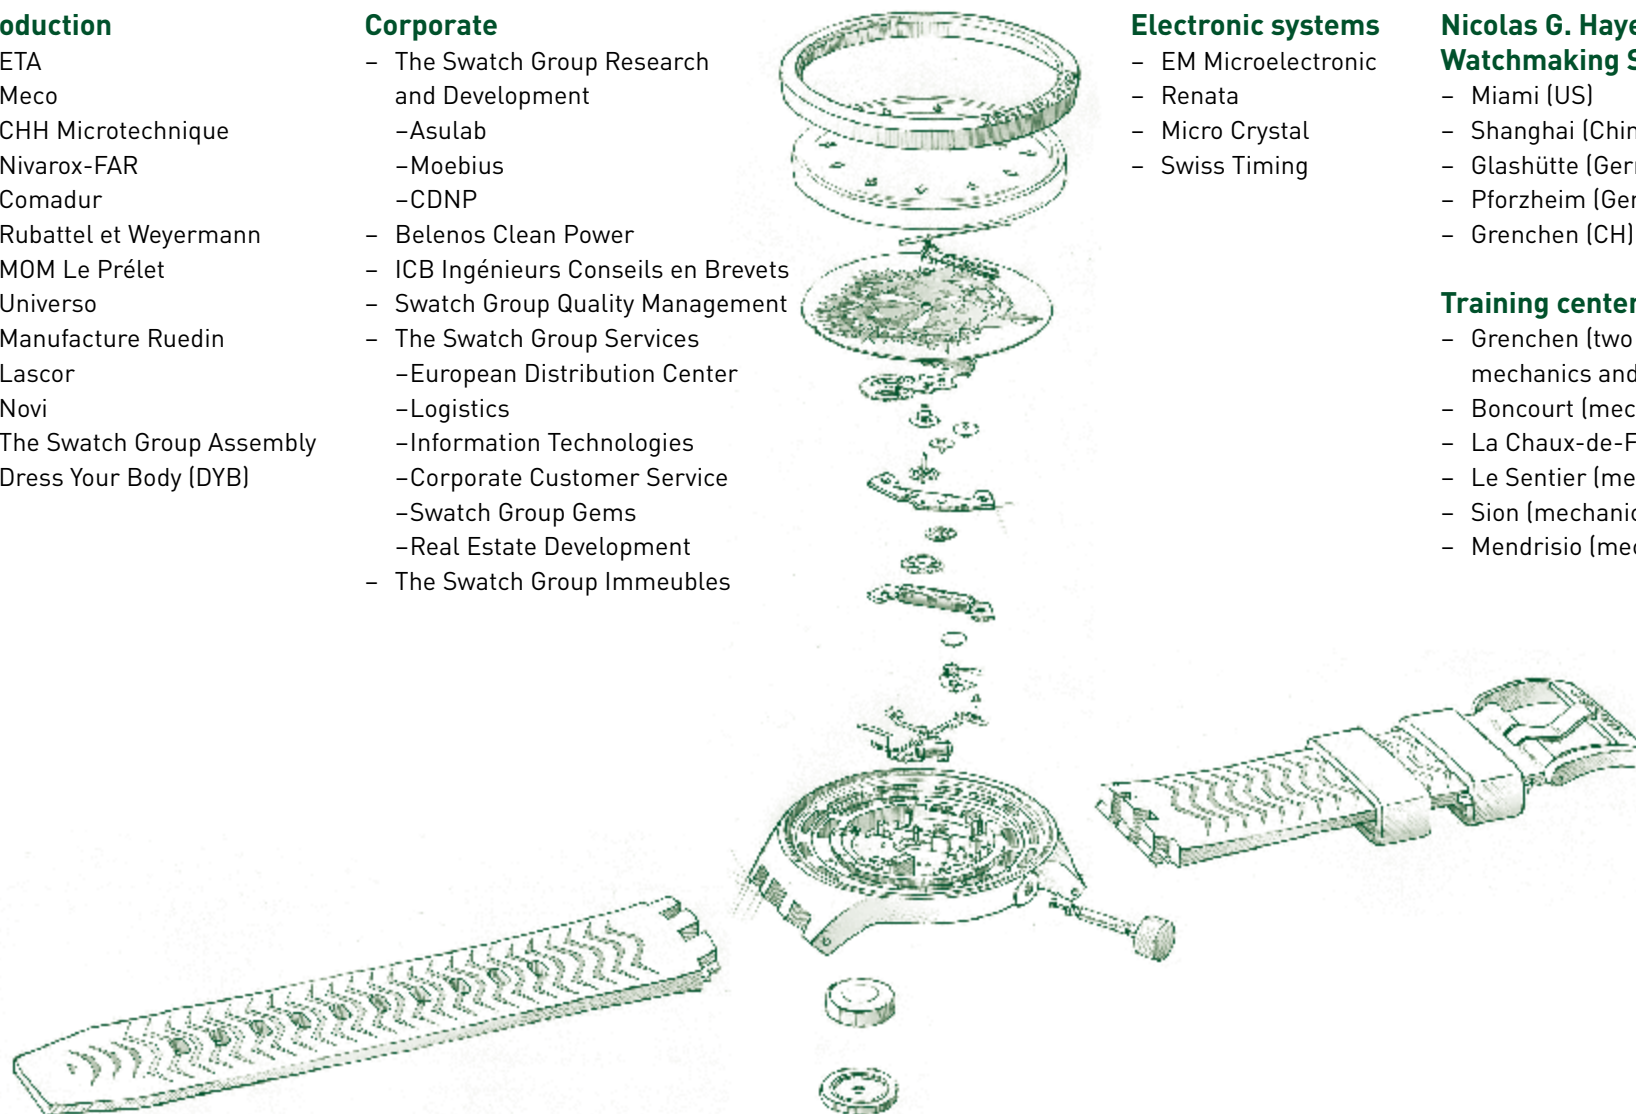 oduction
ETA
Meco
CHH Microtechnique
Nivarox-FAR
Comadur
Rubattel et Weyermann
MOM Le Prélet
Universo
Manufacture Ruedin
Lascor
Novi
The Swatch Group Assembly
Dress Your Body (DYB)
Corporate
– The Swatch Group Research
and Development
–Asulab
–Moebius
–CDNP
– Belenos Clean Power
– ICB Ingénieurs Conseils en Brevets
– Swatch Group Quality Management
– The Swatch Group Services
–European Distribution Center
–Logistics
–Information Technologies
–Corporate Customer Service
–Swatch Group Gems
–Real Estate Development
– The Swatch Group Immeubles
Electronic systems
– EM Microelectronic
– Renata
– Micro Crystal
– Swiss Timing
Nicolas G. Haye
Watchmaking S
– Miami (US)
– Shanghai (Chin
– Glashütte (Ger
– Pforzheim (Ger
– Grenchen (CH)
Training center
– Grenchen (two
mechanics and
– Boncourt (mec
– La Chaux-de-F
– Le Sentier (me
– Sion (mechanic
– Mendrisio (mec